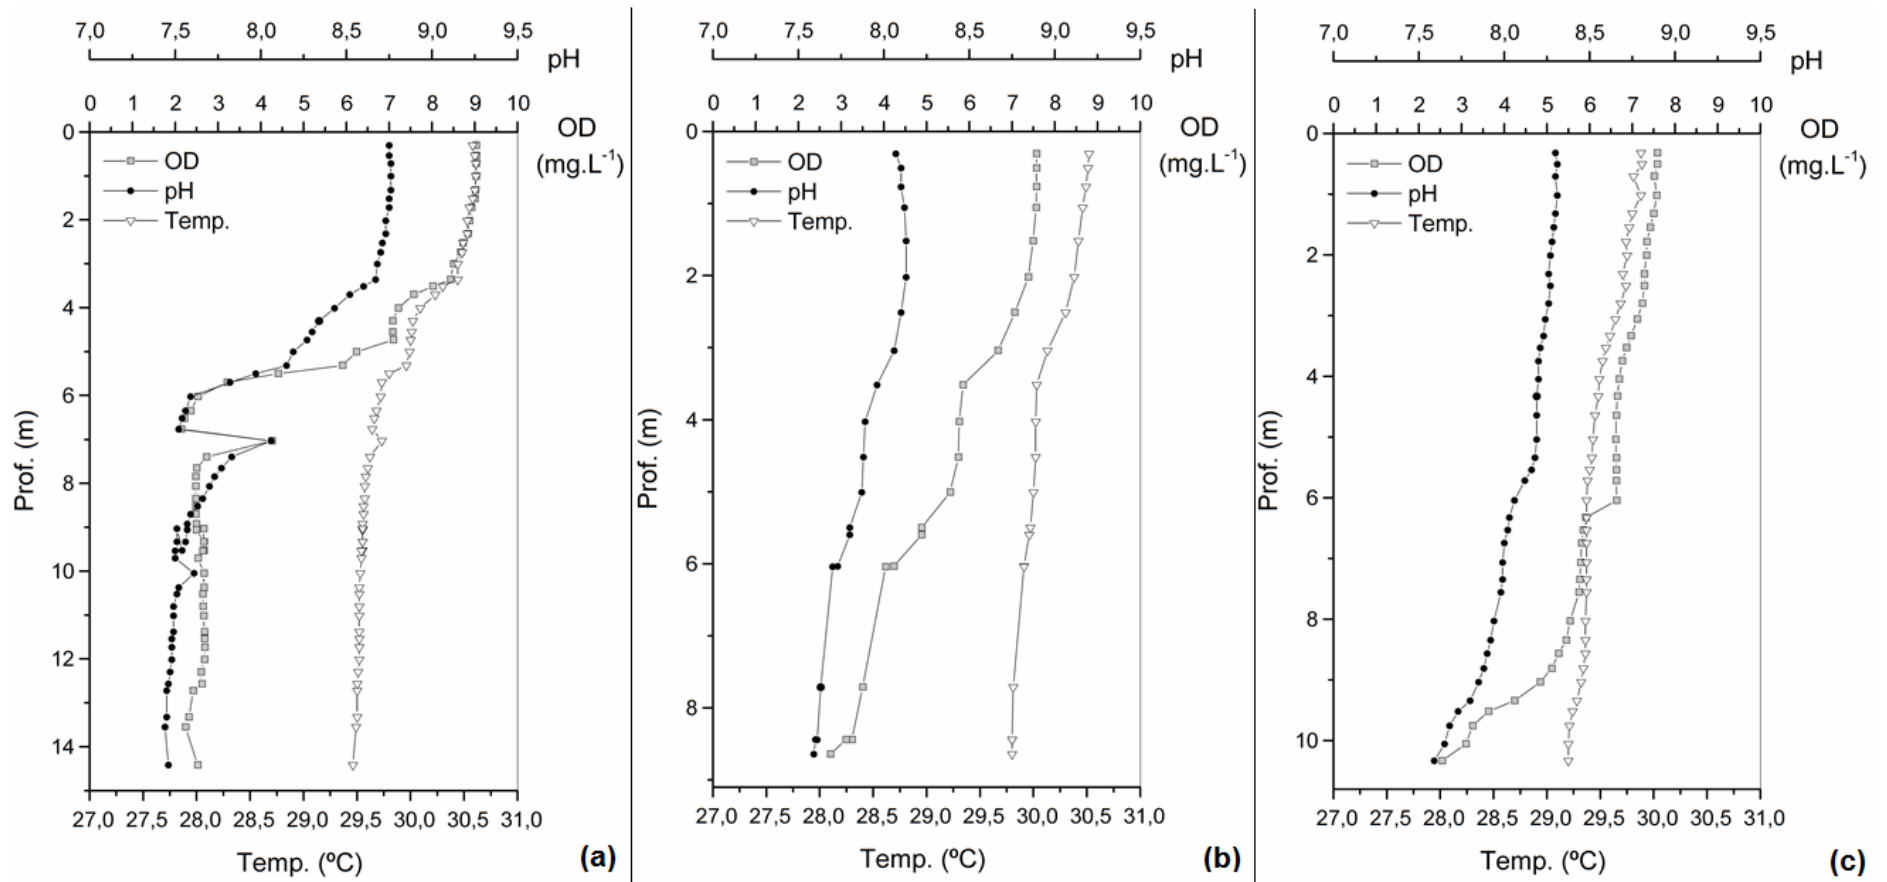 7,0 7,5 8,0 8,5 9,0 9,5
pH
0 1 2 3 4 5 6 7 8 9 10
OD
(mg.L-1)
0
2
4
6
8
10
12
14
OD
pH
Temp.
Prof. (m)
27,0 27,5 28,0 28,5 29,0 29,5 30,0 30,5 31,0
Temp. (ºC)
(a)
7,0 7,5 8,0 8,5 9,0 9,5
pH
0 1 2 3 4 5 6 7 8 9 10
OD
(mg.L-1)
0
2
4
6
8
OD
pH
Temp.
Prof. (m)
27,0 27,5 28,0 28,5 29,0 29,5 30,0 30,5 31,0
Temp. (ºC)
(b)
7,0 7,5 8,0 8,5 9,0 9,5
pH
0 1 2 3 4 5 6 7 8 9 10
OD
(mg.L-1)
0
2
4
6
8
10
OD
pH
Temp.
Prof. (m)
27,0 27,5 28,0 28,5 29,0 29,5 30,0 30,5 31,0
Temp. (ºC)
(c)